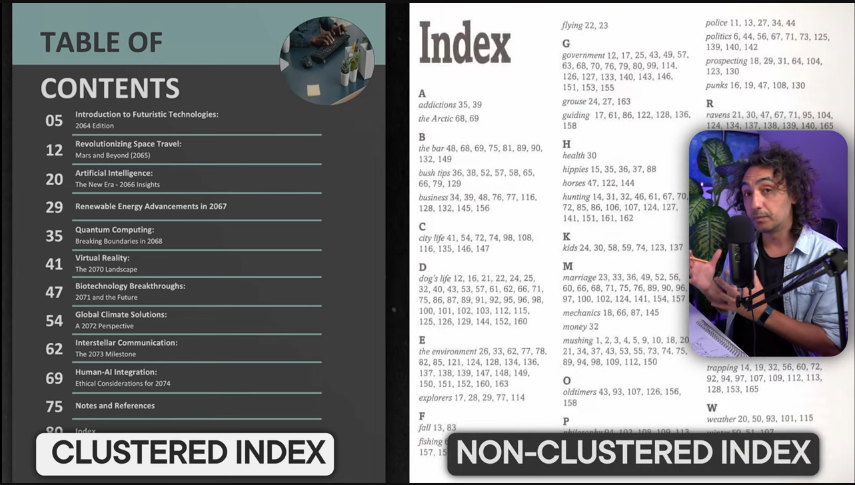 TABLE OF
CONTENTS
05 Introduction to Futuristic Technologies:
2064 Edition
12 Revolutionizing Space Travel:
Mars and Beyond (2065)
20 Artificial Intelligence:
The New Era - 2066 Insights
29 Renewable Energy Advancements in 2067
35 Quantum Computing:
Breaking Boundaries in 2068
41 Virtual Reality:
The 2070 Landscape
47 Biotechnology Breakthroughs:
2071 and the Future
54 Global Climate Solutions:
A 2072 Perspective
62 Interstellar Communication:
The 2073 Milestone
69 Human-AI Integration:
Ethical Considerations for 2074
75 Notes and References
80 Index
CLUSTERED INDEX
Index
A
addictions 35, 39
the Arctic 68, 69
B
the bar 48, 68, 69, 75, 81, 89, 90,
132, 149
bush tips 36, 38, 52, 57, 58, 65,
66, 79, 129
business 34, 39, 48, 76, 77, 116,
128, 132, 145, 156
C
city life 41, 54, 72, 74, 98, 108,
116, 135, 146, 147
D
dog's life 12, 16, 21, 22, 24, 25,
32, 40, 43, 53, 57, 61, 62, 66, 71,
75, 86, 87, 89, 91, 92, 95, 96, 98,
100, 101, 102, 103, 112, 115,
125, 126, 129, 144, 152, 160
E
the environment 26, 33, 62, 77, 78,
82, 85, 121, 124, 128, 134, 136,
137, 138, 139, 147, 148, 149,
150, 151, 152, 160, 163
explorers 17, 28, 29, 77, 114
F
fall 13, 83
fishing
flying 22, 23
G
government 12, 17, 25, 43, 49, 57,
63, 68, 70, 76, 79, 80, 99, 114,
126, 127, 133, 140, 143, 146,
151, 153, 155
grouse 24, 27, 163
guiding 17, 61, 86, 122, 128, 136,
158
H
health 30
hippies 15, 35, 36, 37, 88
horses 47, 122, 144
hunting 14, 31, 32, 46, 61, 67, 70,
72, 85, 86, 106, 107, 124, 127,
141, 151, 161, 162
K
kids 24, 30, 58, 59, 74, 123, 137
M
marriage 23, 33, 36, 49, 52, 56,
60, 66, 68, 71, 75, 76, 89, 90, 96,
97, 100, 102, 124, 141, 154, 157
mechanics 18, 66, 87, 145
money 32
mushing 1, 2, 3, 4, 5, 9, 10, 18, 20
21, 34, 37, 43, 53, 55, 73, 74, 75,
89, 94, 98, 109, 112, 150
O
oldtimers 43, 93, 107, 126, 156,
158
P
police 11, 13, 27, 34, 44
politics 6, 44, 56, 67, 71, 73, 125,
139, 140, 142
prospecting 18, 29, 31, 64, 104,
123, 130
punks 16, 19, 47, 108, 130
R
ravens 21, 30, 47, 67, 71, 95, 104,
124, 134, 137, 138, 139, 140, 165
trapping 14, 19, 32, 56, 60, 72,
92, 94, 97, 107, 109, 112, 113,
128, 153, 165
W
weather 20, 50, 93, 101, 115
NON-CLUSTERED INDEX